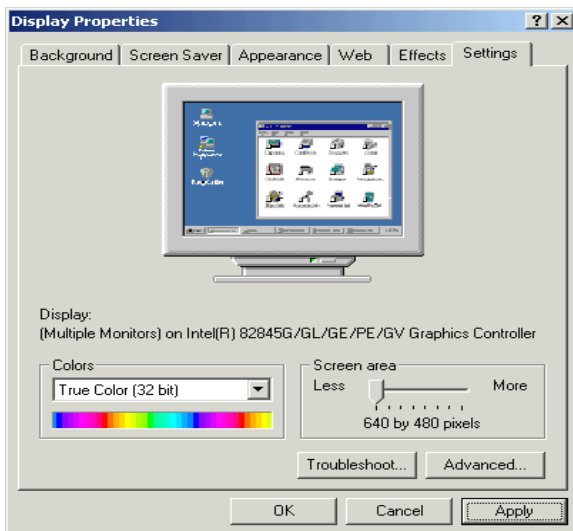 Display Properties
Background Screen Saver Appearance Web Effects Settings
Display:
(Multiple Monitors) on Intel(R) 82845G/GL/GE/PE/GV Graphics Controller
Colors
True Color (32 bit)
Screen area
Less More
640 by 480 pixels
Troubleshoot... Advanced...
OK Cancel Apply